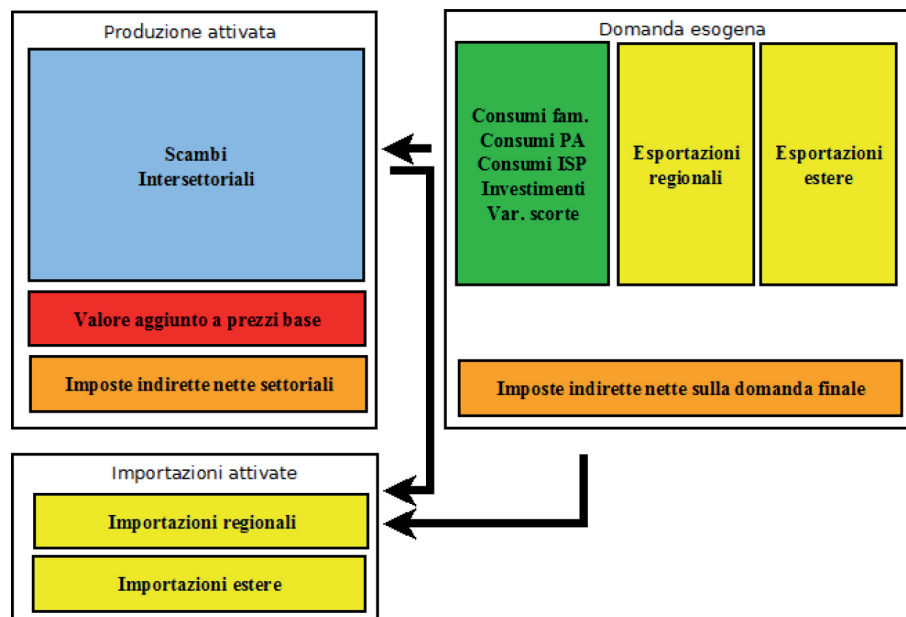 Produzione attivata
Scambi
Intersettoriali
Valore aggiunto a prezzi base
Imposte indirette nette settoriali
Domanda esogena
Consumi fam.
Consumi PA
Consumi ISP
Investimenti
Var. scorte
Esportazioni
regionali
Esportazioni
estere
Imposte indirette nette sulla domanda finale
Importazioni attivate
Importazioni regionali
Importazioni estere